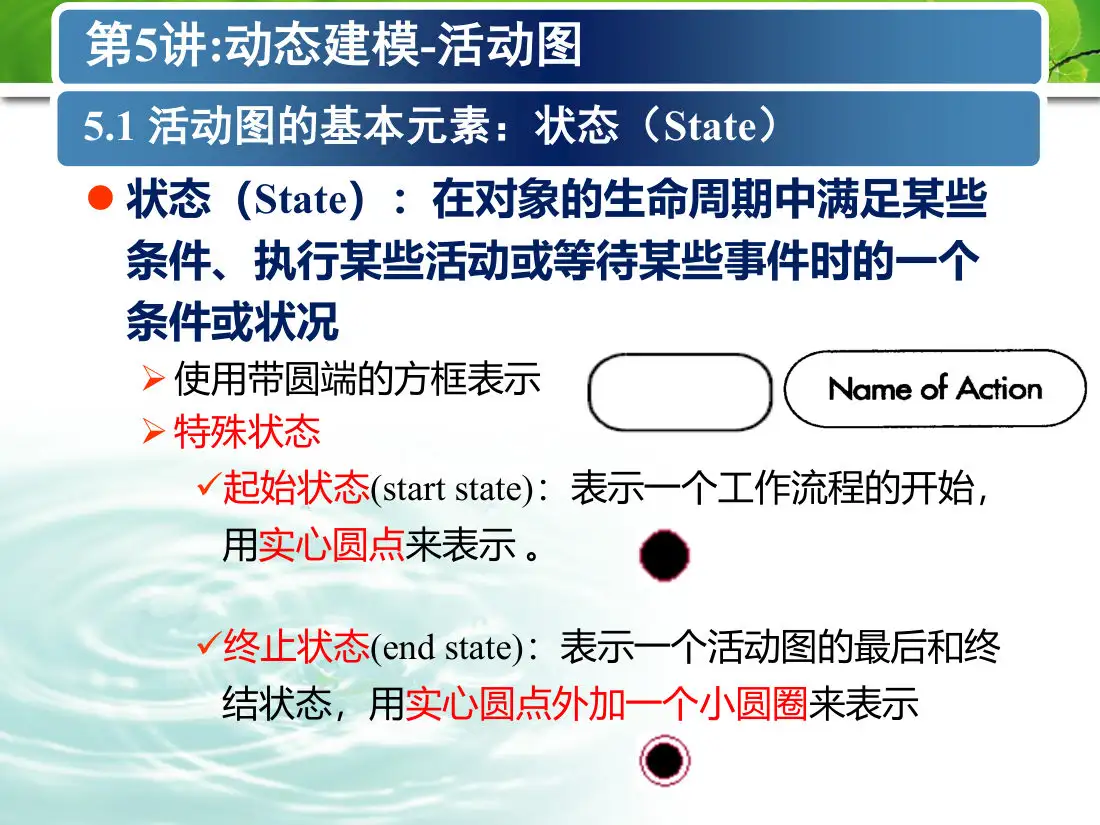 第5讲:动态建模-活动图
5.1 活动图的基本元素：状态（State）
状态（State）：在对象的生命周期中满足某些
条件、执行某些活动或等待某些事件时的一个
条件或状况
使用带圆端的方框表示
Name of Action
特殊状态
起始状态(start state)：表示一个工作流程的开始，
用实心圆点来表示 。
终止状态(end state)：表示一个活动图的最后和终
结状态，用实心圆点外加一个小圆圈来表示